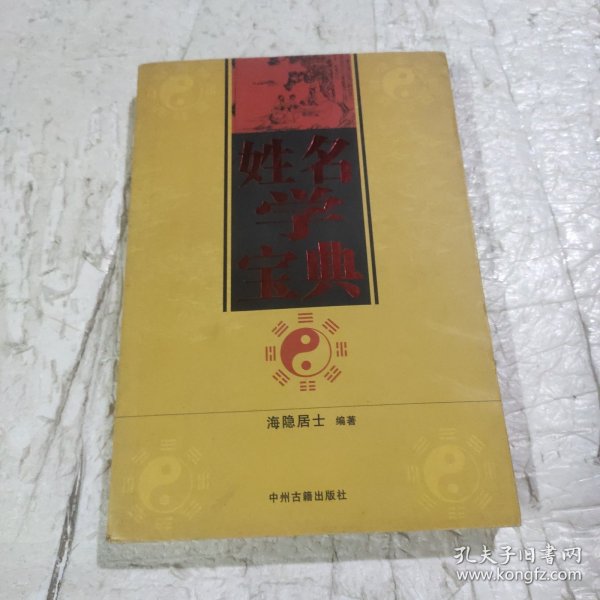 姓名
学
宝典
海隐居士 编著
中州古籍出版社
孔夫子旧书网
www.kongfz.com